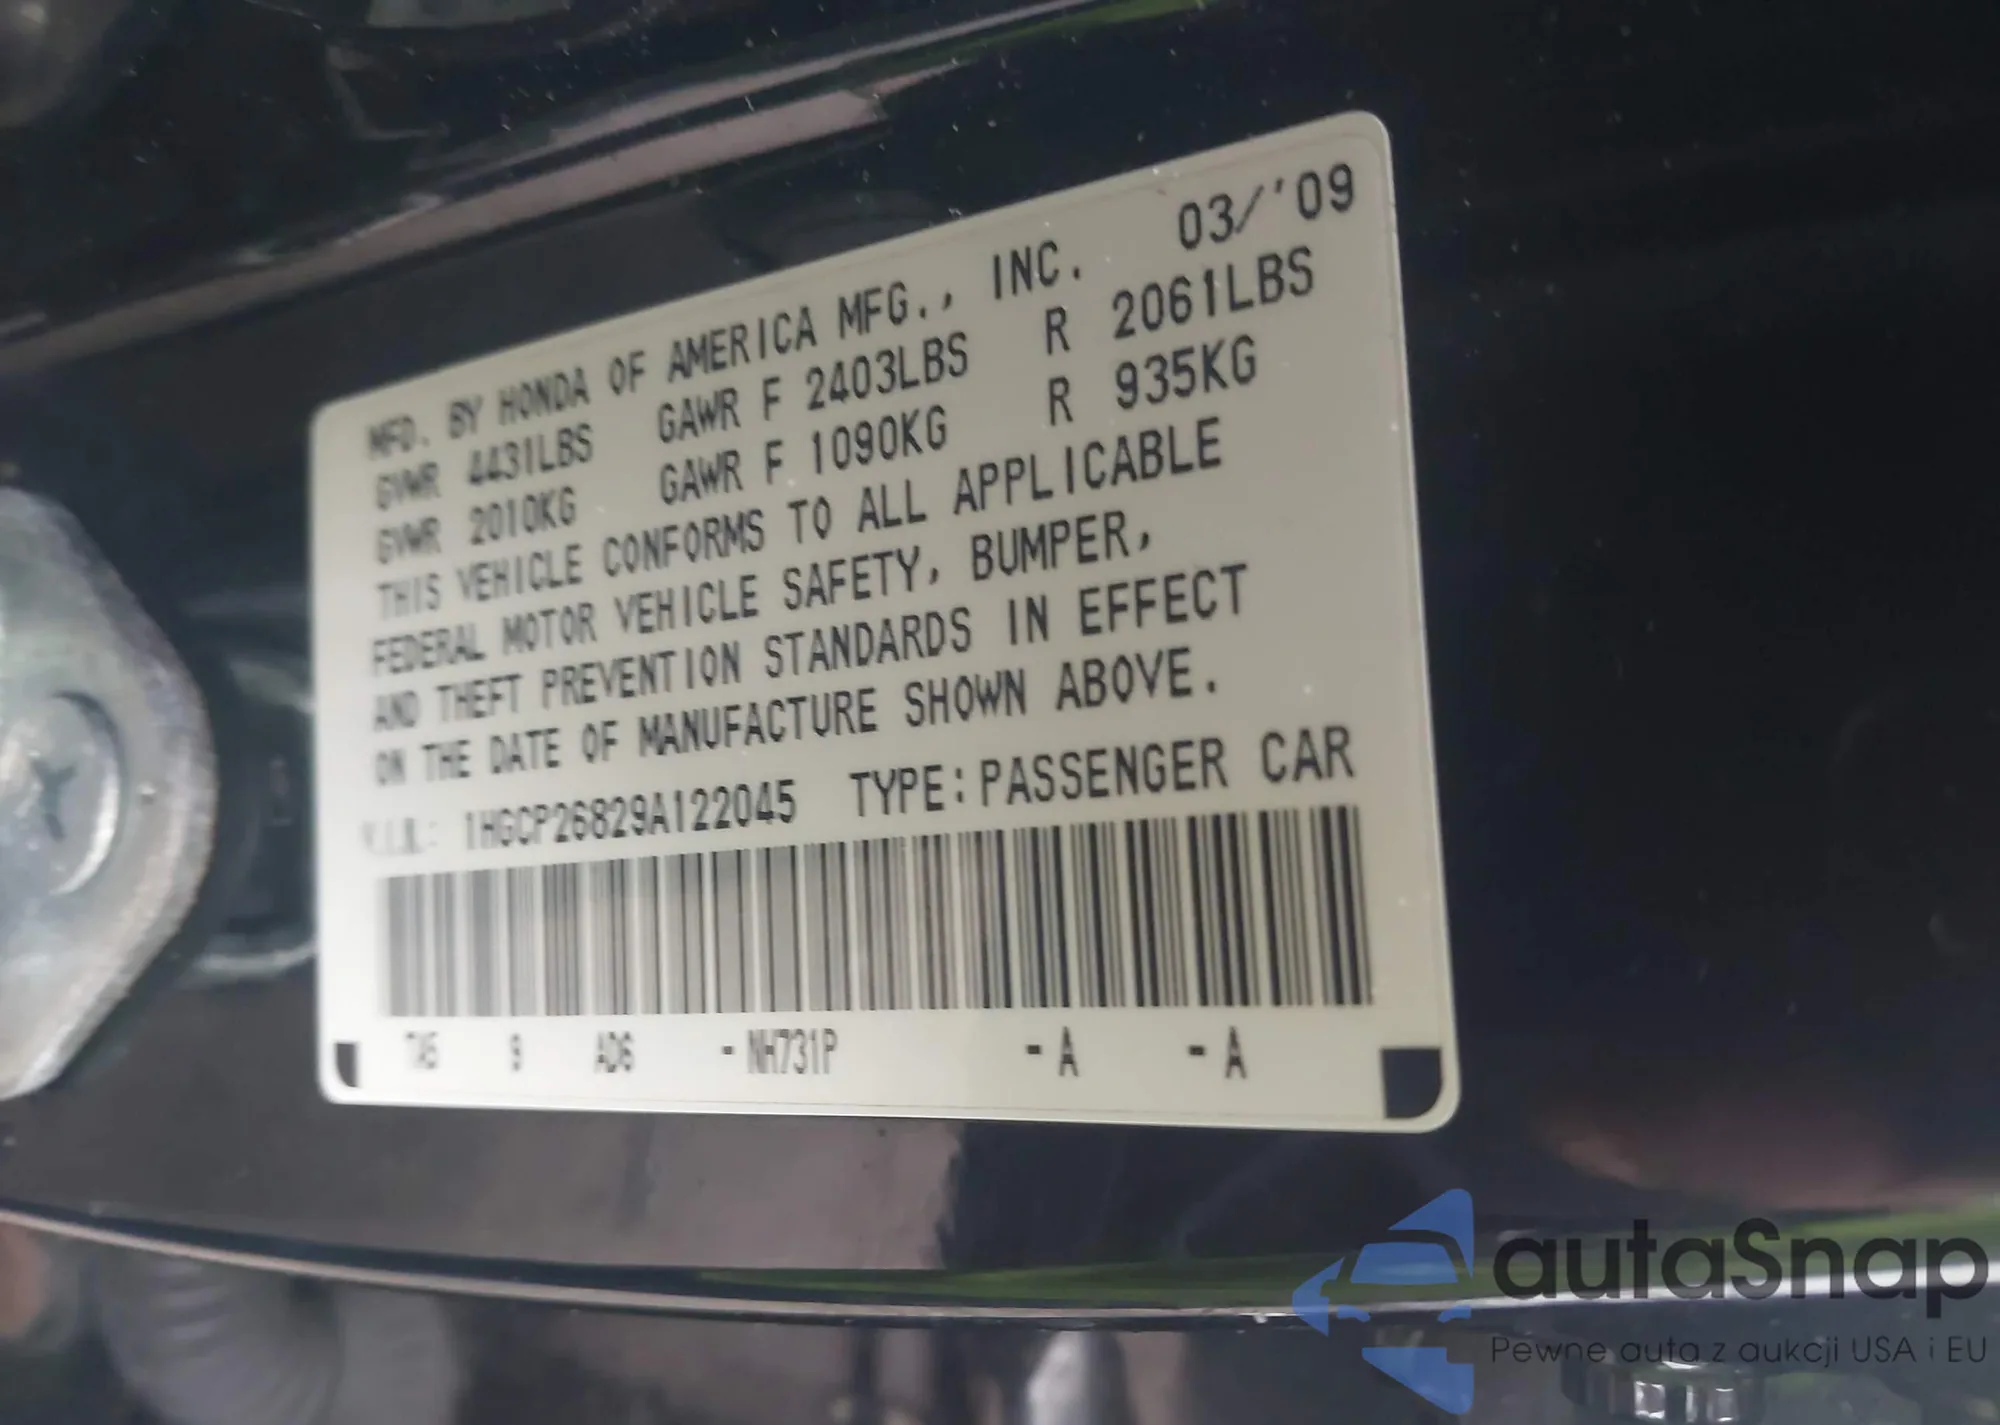 MFD. BY HONDA OF AMERICA MFG., INC. 03/'09
GVWR 4431LBS GAWR F 2403LBS R 2061LBS
GVWR 2010KG GAWR F 1090KG R 935KG
THIS VEHICLE CONFORMS TO ALL APPLICABLE
FEDERAL MOTOR VEHICLE SAFETY, BUMPER,
AND THEFT PREVENTION STANDARDS IN EFFECT
ON THE DATE OF MANUFACTURE SHOWN ABOVE.
V.I.N.: 1HGCP26829A122045 TYPE:PASSENGER CAR
TA5 9 AD6 -NH731P -A -A
autaSnap
Pewne auta z aukcji USA i EU